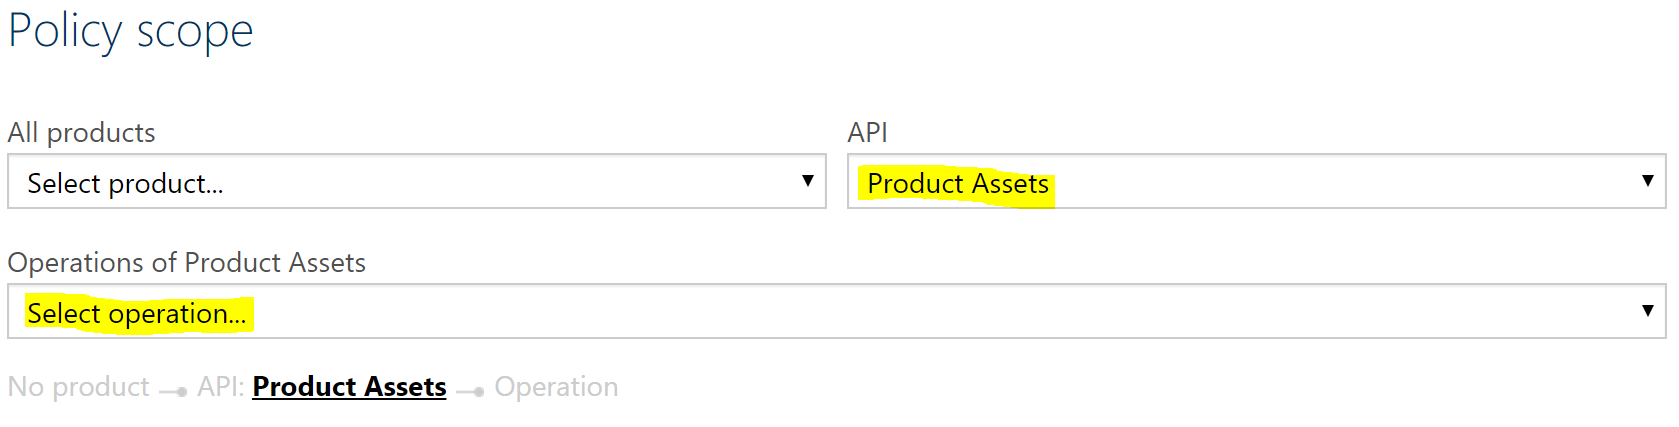 Policy scope
All products
API
Select product...
Product Assets
Operations of Product Assets
Select operation...
No product API: Product Assets Operation